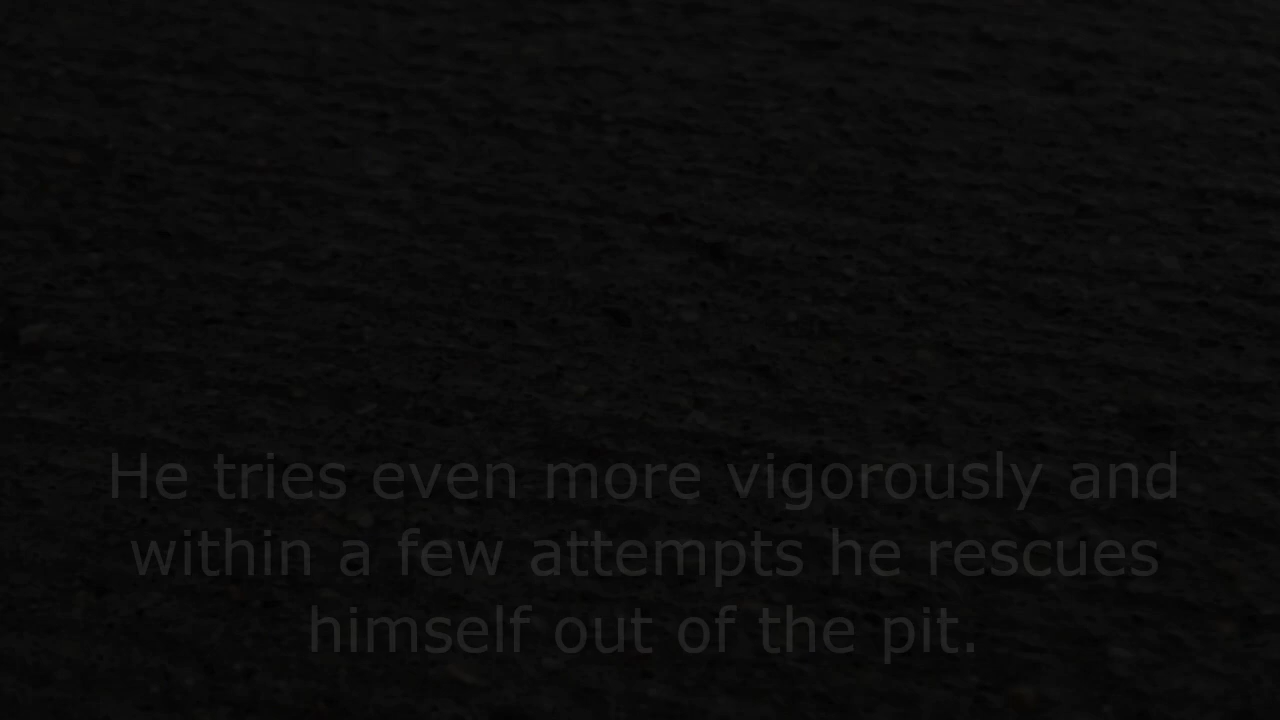 He tries even more vigorously and
within a few attempts he rescues
himself out of the pit.